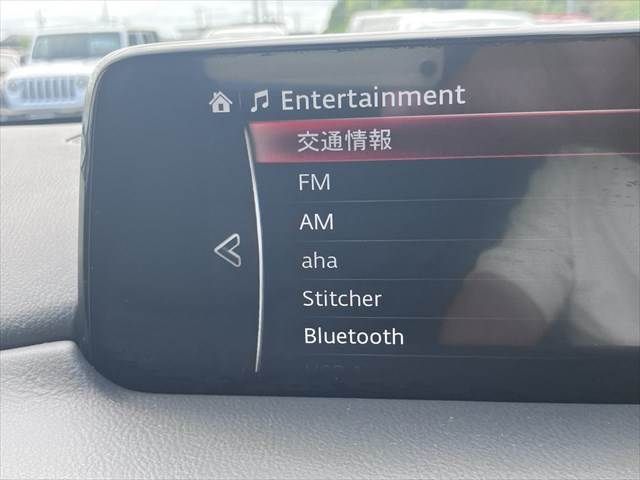 Entertainment
交通情報
FM
AM
aha
Stitcher
Bluetooth